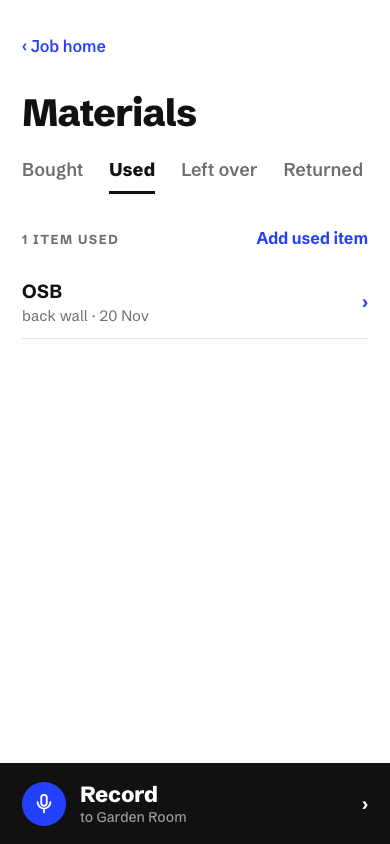 ‹ Job home
Materials
Bought Used Left over Returned
1 ITEM USED Add used item
OSB
back wall · 20 Nov
›
Record
to Garden Room
›